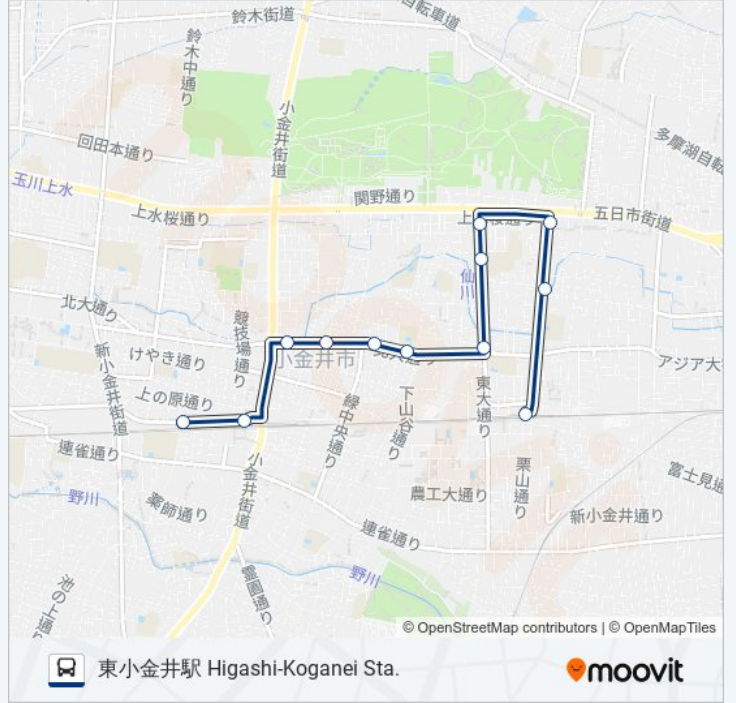 鈴木街道
自転車道
鈴木中通り
小金井街道
回田本通り
多摩湖自転
玉川上水
関野通り
上水桜通り
五日市街道
仙川
北大通り
競技場通り
新小金井街道
けやき通り
小金井市
アジア大
上の原通り
東大通り
下山谷通り
緑中央通り
連雀通り
小金井街道
栗山通り
富士見通
農工大通り
野川
薬師通り
新小金井通り
連雀通り
野川
霊園通り
池の上通り
© OpenStreetMap contributors | © OpenMapTiles
東小金井駅 Higashi-Koganei Sta.
moovit